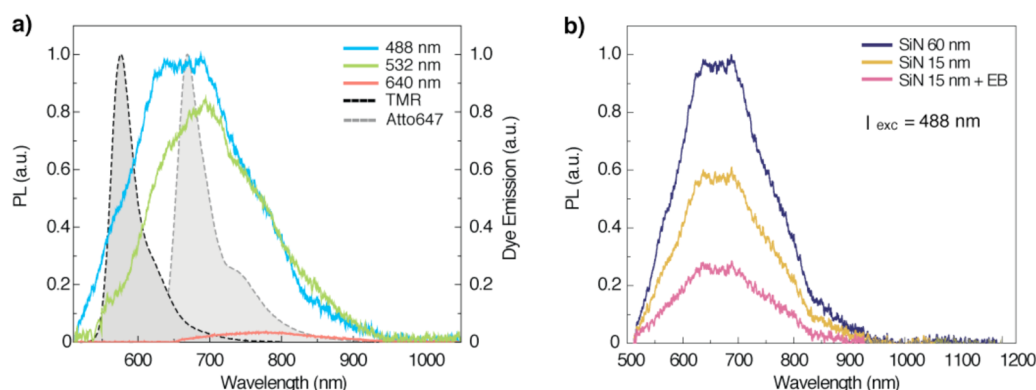 a)
488 nm
532 nm
640 nm
TMR
Atto647
PL (a.u.)
1.0
0.8
0.6
0.4
0.2
0
Dye Emission (a.u.)
1.0
0.8
0.6
0.4
0.2
0
600 700 800 900 1000
Wavelength (nm)
b)
SiN 60 nm
SiN 15 nm
SiN 15 nm + EB
I exc = 488 nm
PL (a.u.)
1.0
0.8
0.6
0.4
0.2
0
500 600 700 800 900 1000 1100 1200
Wavelength (nm)